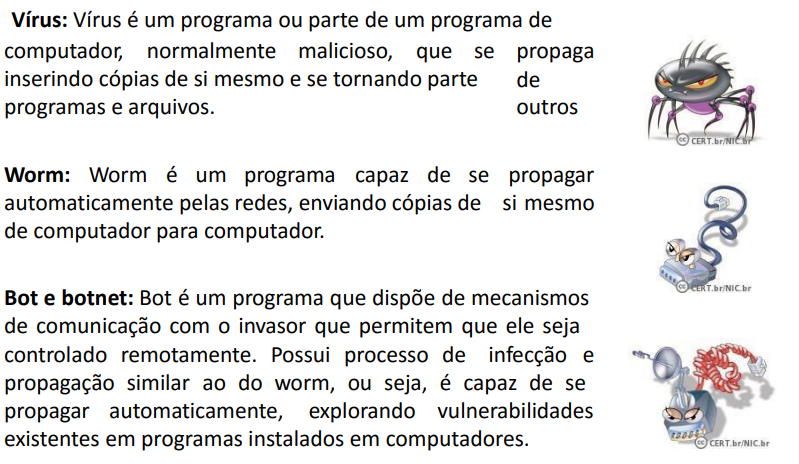 Vírus: Vírus é um programa ou parte de um programa de
computador, normalmente malicioso, que se propaga
inserindo cópias de si mesmo e se tornando parte de
programas e arquivos. outros
CERT.br/NIC.br
Worm: Worm é um programa capaz de se propagar
automaticamente pelas redes, enviando cópias de si mesmo
de computador para computador.
CERT.br/NIC.br
Bot e botnet: Bot é um programa que dispõe de mecanismos
de comunicação com o invasor que permitem que ele seja
controlado remotamente. Possui processo de infecção e
propagação similar ao do worm, ou seja, é capaz de se
propagar automaticamente, explorando vulnerabilidades
existentes em programas instalados em computadores.
CERT.br/NIC.br